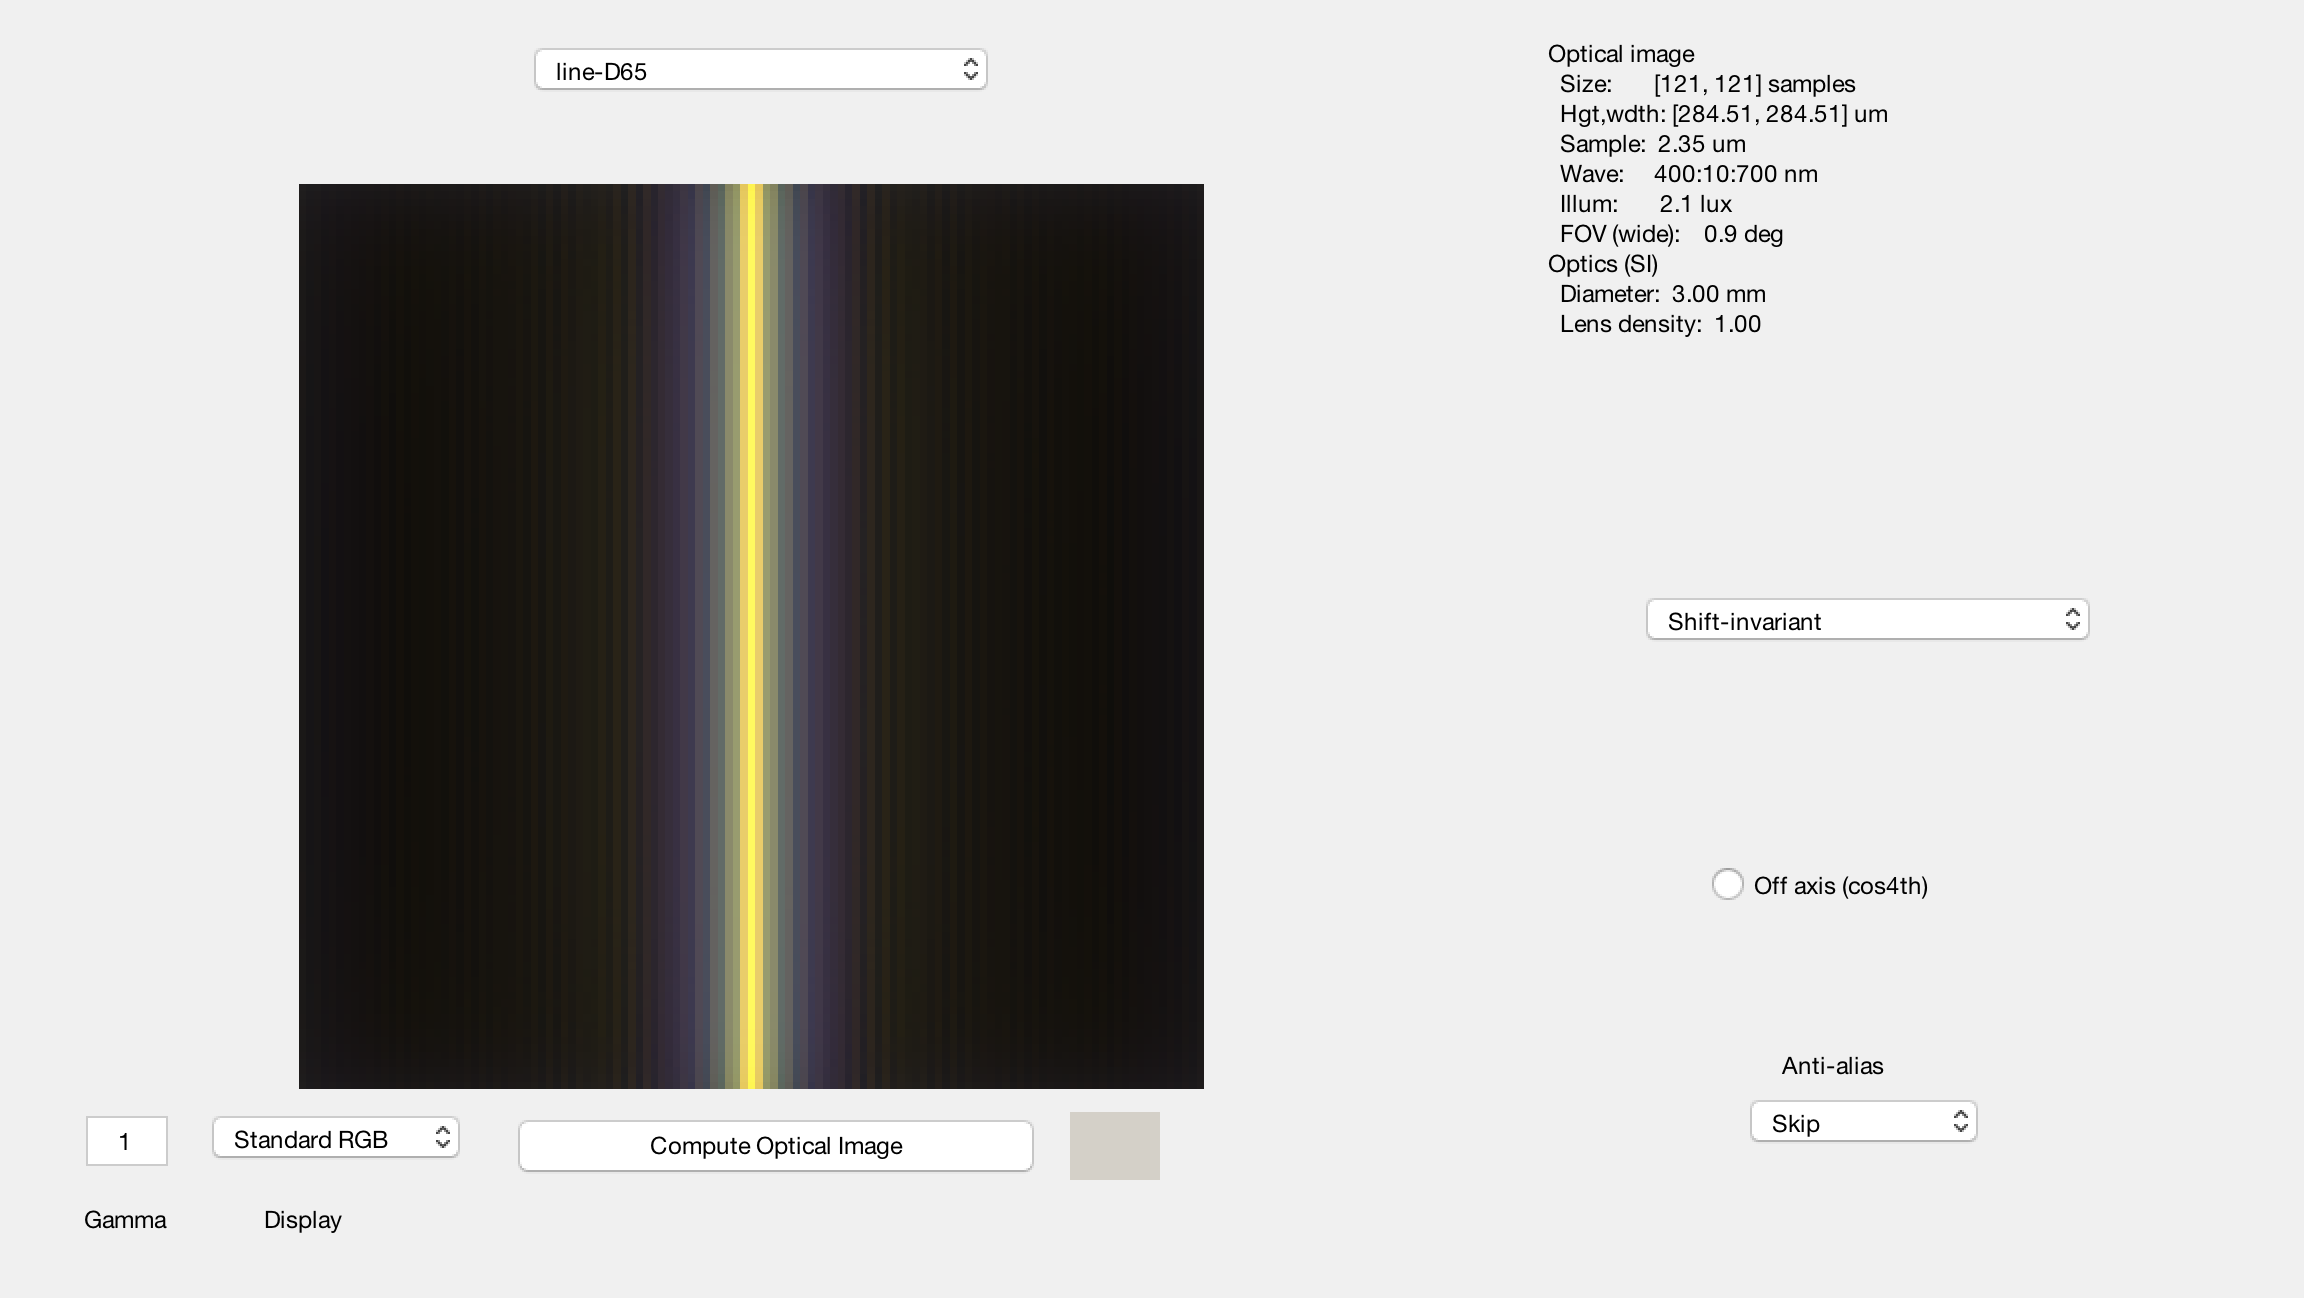 line-D65
Optical image
Size: [121, 121] samples
Hgt,wdth: [284.51, 284.51] um
Sample: 2.35 um
Wave: 400:10:700 nm
Illum: 2.1 lux
FOV (wide): 0.9 deg
Optics (SI)
Diameter: 3.00 mm
Lens density: 1.00
Shift-invariant
Off axis (cos4th)
Anti-alias
Skip
1
Standard RGB
Compute Optical Image
Gamma
Display